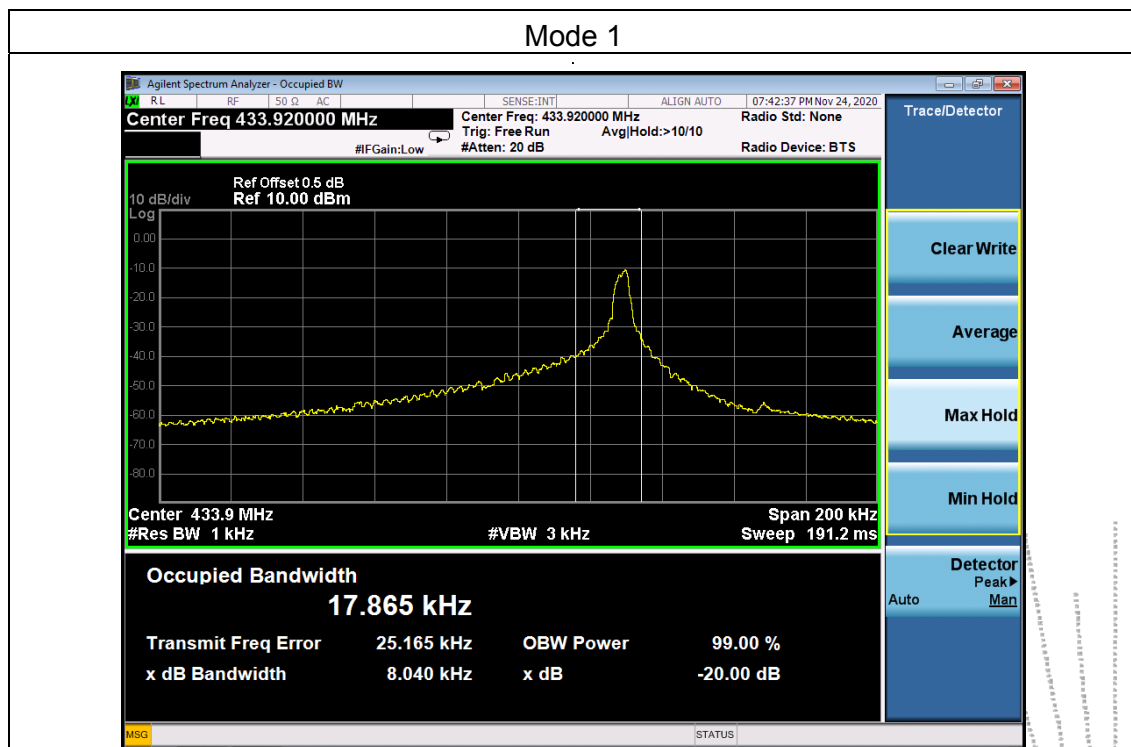 Mode 1
Agilent Spectrum Analyzer - Occupied BW
LXI RL RF 50 Ω AC SENSE:INT ALIGN AUTO 07:42:37 PM Nov 24, 2020
Center Freq 433.920000 MHz
Center Freq: 433.920000 MHz Radio Std: None
Trig: Free Run Avg|Hold:>10/10
#IFGain:Low #Atten: 20 dB Radio Device: BTS
Ref Offset 0.5 dB
10 dB/div Ref 10.00 dBm
Log
0.00
-10.0
-20.0
-30.0
-40.0
-50.0
-60.0
-70.0
-80.0
Center 433.9 MHz Span 200 kHz
#Res BW 1 kHz #VBW 3 kHz Sweep 191.2 ms
Occupied Bandwidth
17.865 kHz
Transmit Freq Error 25.165 kHz OBW Power 99.00 %
x dB Bandwidth 8.040 kHz x dB -20.00 dB
MSG STATUS
Trace/Detector
Clear Write
Average
Max Hold
Min Hold
Detector
Peak▶
Auto Man